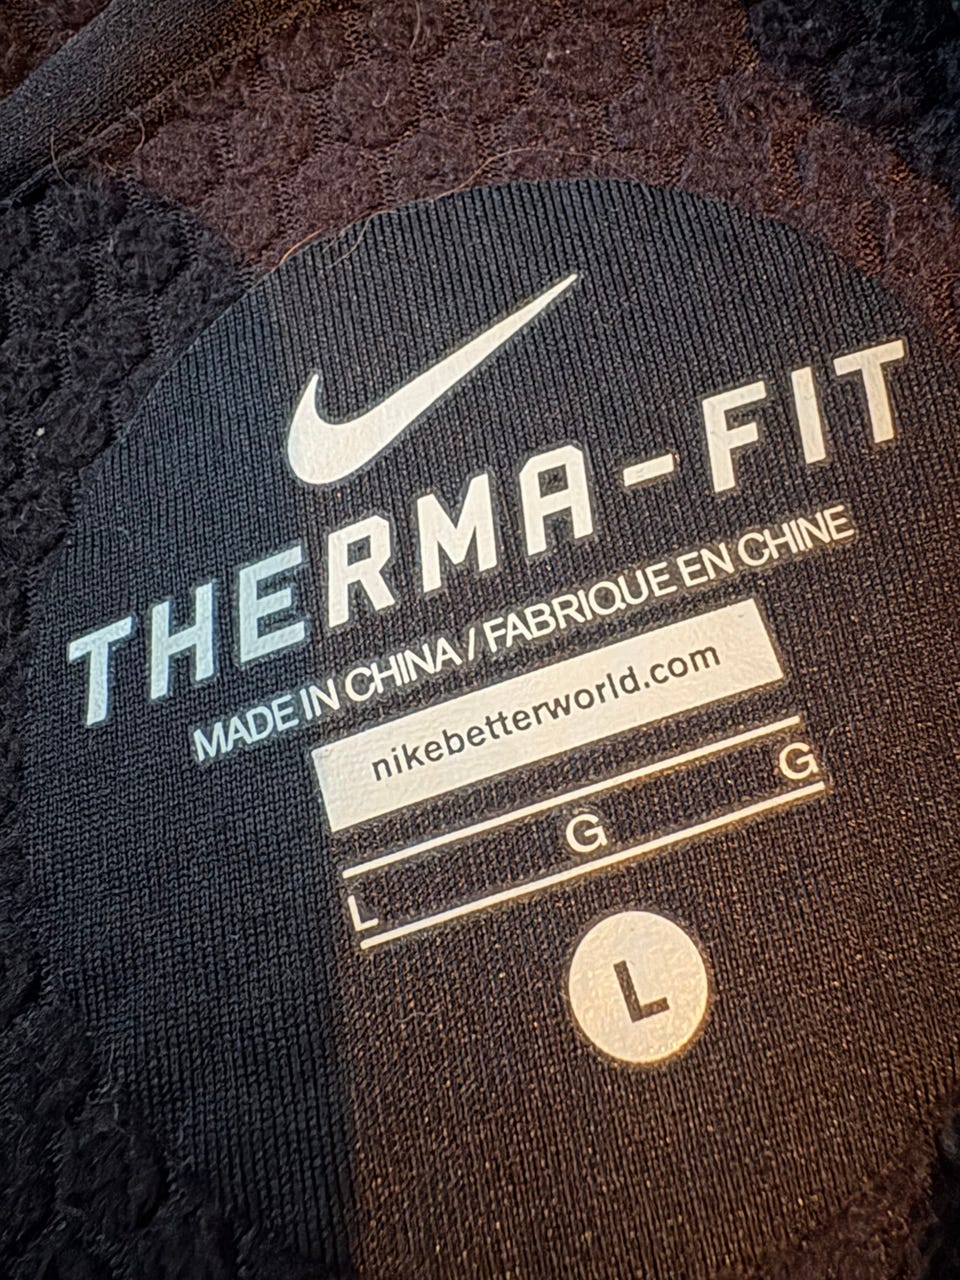 THERMA-FIT
MADE IN CHINA / FABRIQUE EN CHINE
nikebetterworld.com
L G G
L